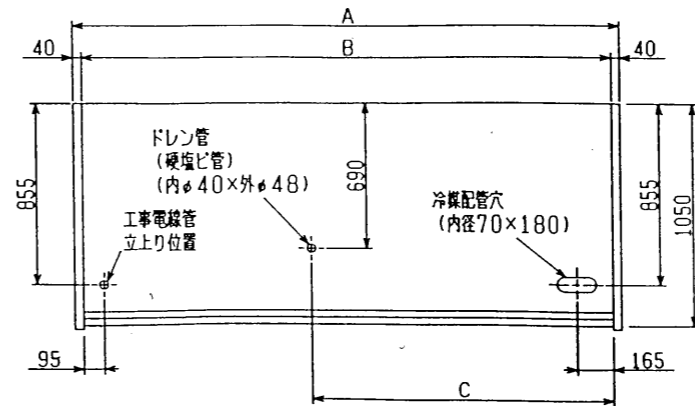 A
40
B
40
ドレン管
(硬塩ビ管)
(内φ40×外φ48)
690
855
855
1050
冷媒配管穴
(内径70×180)
工事電線管
立上り位置
95
165
C